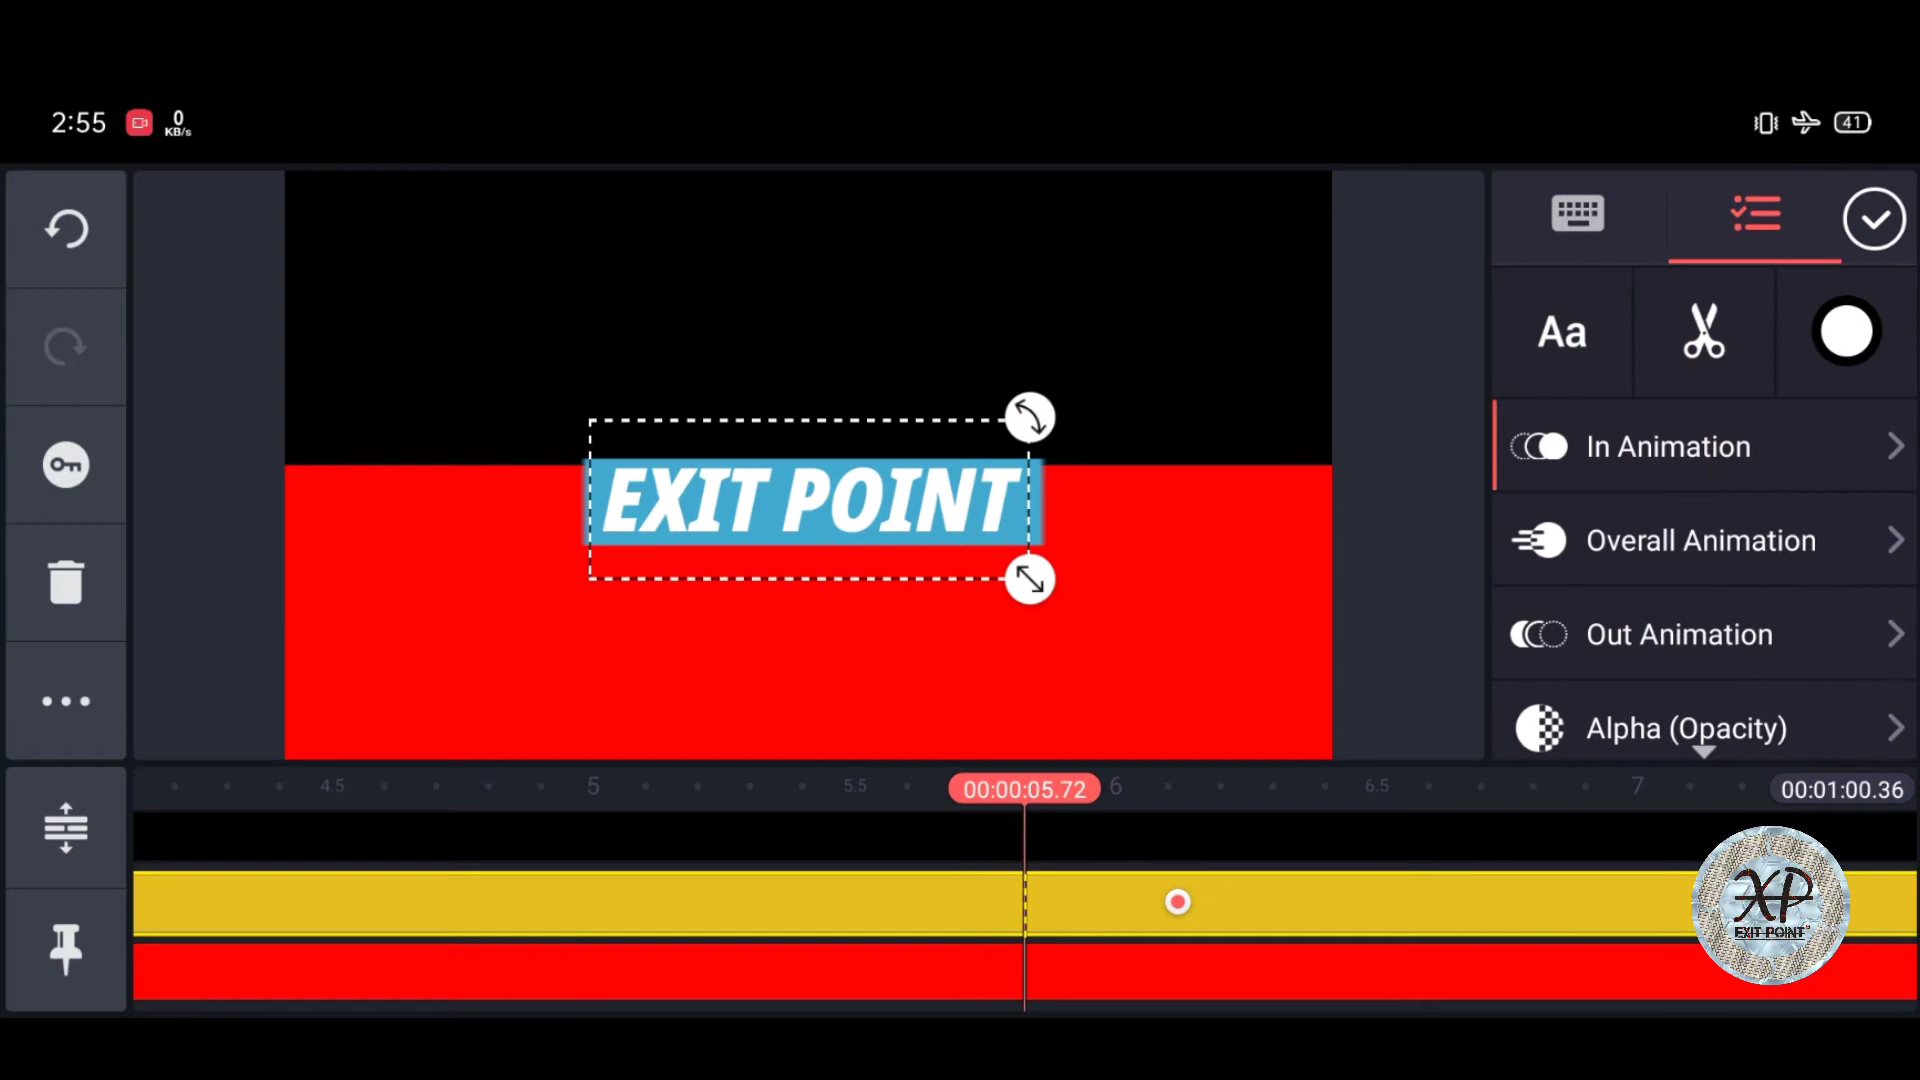 2:55
0
KB/s
41
Aa
EXIT POINT
In Animation
Overall Animation
Out Animation
Alpha (Opacity)
4.5
5
5.5
00:00:05.72
6
6.5
7
00:01:00.36
XP
EXIT POINT